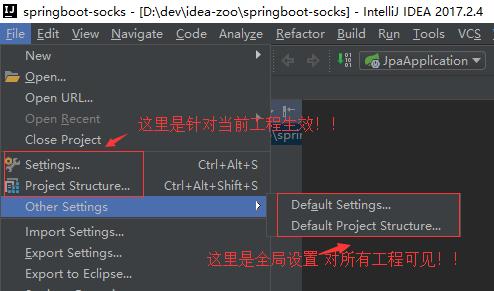 springboot-socks - [D:\dev\idea-zoo\springboot-socks] - IntelliJ IDEA 2017.2.4
File Edit View Navigate Code Analyze Refactor Build Run Tools VCS
New
JpaApplication
Open...
Open URL...
Open Recent
这里是针对当前工程生效！！
Close Project
Settings... Ctrl+Alt+S
Project Structure... Ctrl+Alt+Shift+S
Other Settings
Default Settings...
Default Project Structure...
Import Settings...
Export Settings...
这里是全局设置 对所有工程可见！！
Export to Eclipse...